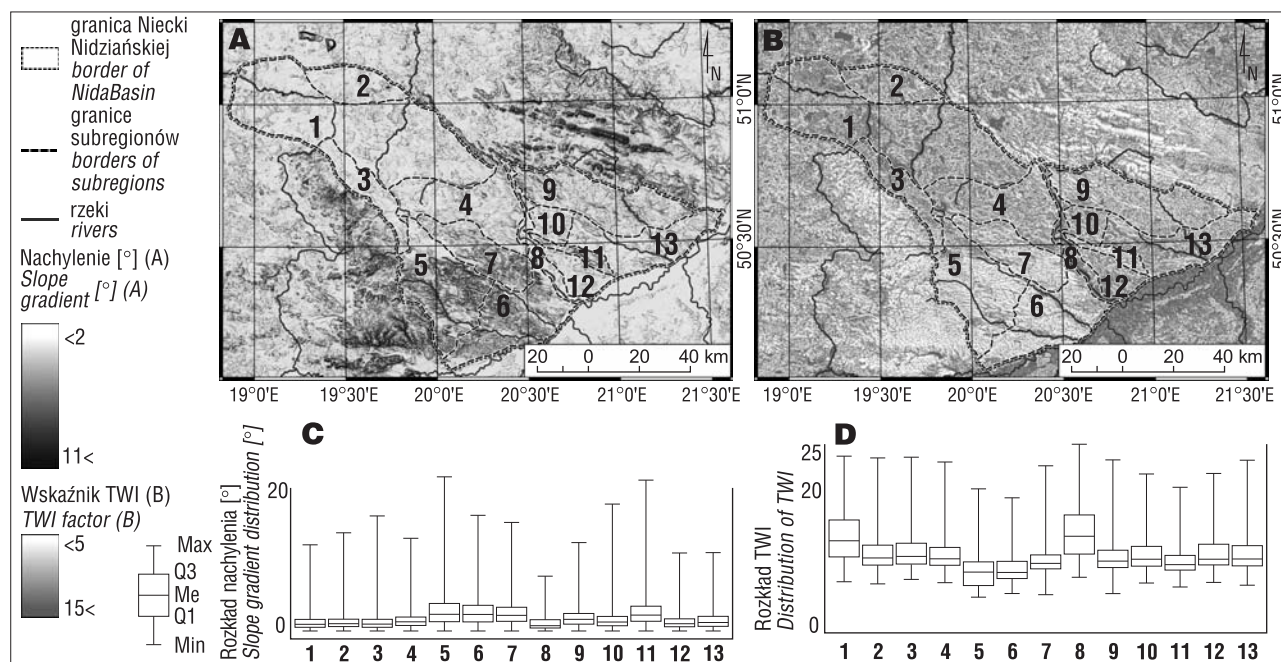 granica Niecki
Nidziańskiej
border of
NidaBasin
granice
subregionów
borders of
subregions
rzeki
rivers
Nachylenie [°] (A)
Slope
gradient [°] (A)
<2
11<
Wskaźnik TWI (B)
TWI factor (B)
<5
15<
Max
Q3
Me
Q1
Min
A
N
1
2
3
4
5
6
7
8
9
10
11
12
13
20 0 20 40 km
51°0'N
50°30'N
19°0'E 19°30'E 20°0'E 20°30'E 21°0'E 21°30'E
B
N
1
2
3
4
5
6
7
8
9
10
11
12
13
20 0 20 40 km
51°0'N
50°30'N
19°0'E 19°30'E 20°0'E 20°30'E 21°0'E 21°30'E
C
Rozkład nachylenia [°]
Slope gradient distribution [°]
20
0
1 2 3 4 5 6 7 8 9 10 11 12 13
D
Rozkład TWI
Distribution of TWI
25
20
0
1 2 3 4 5 6 7 8 9 10 11 12 13